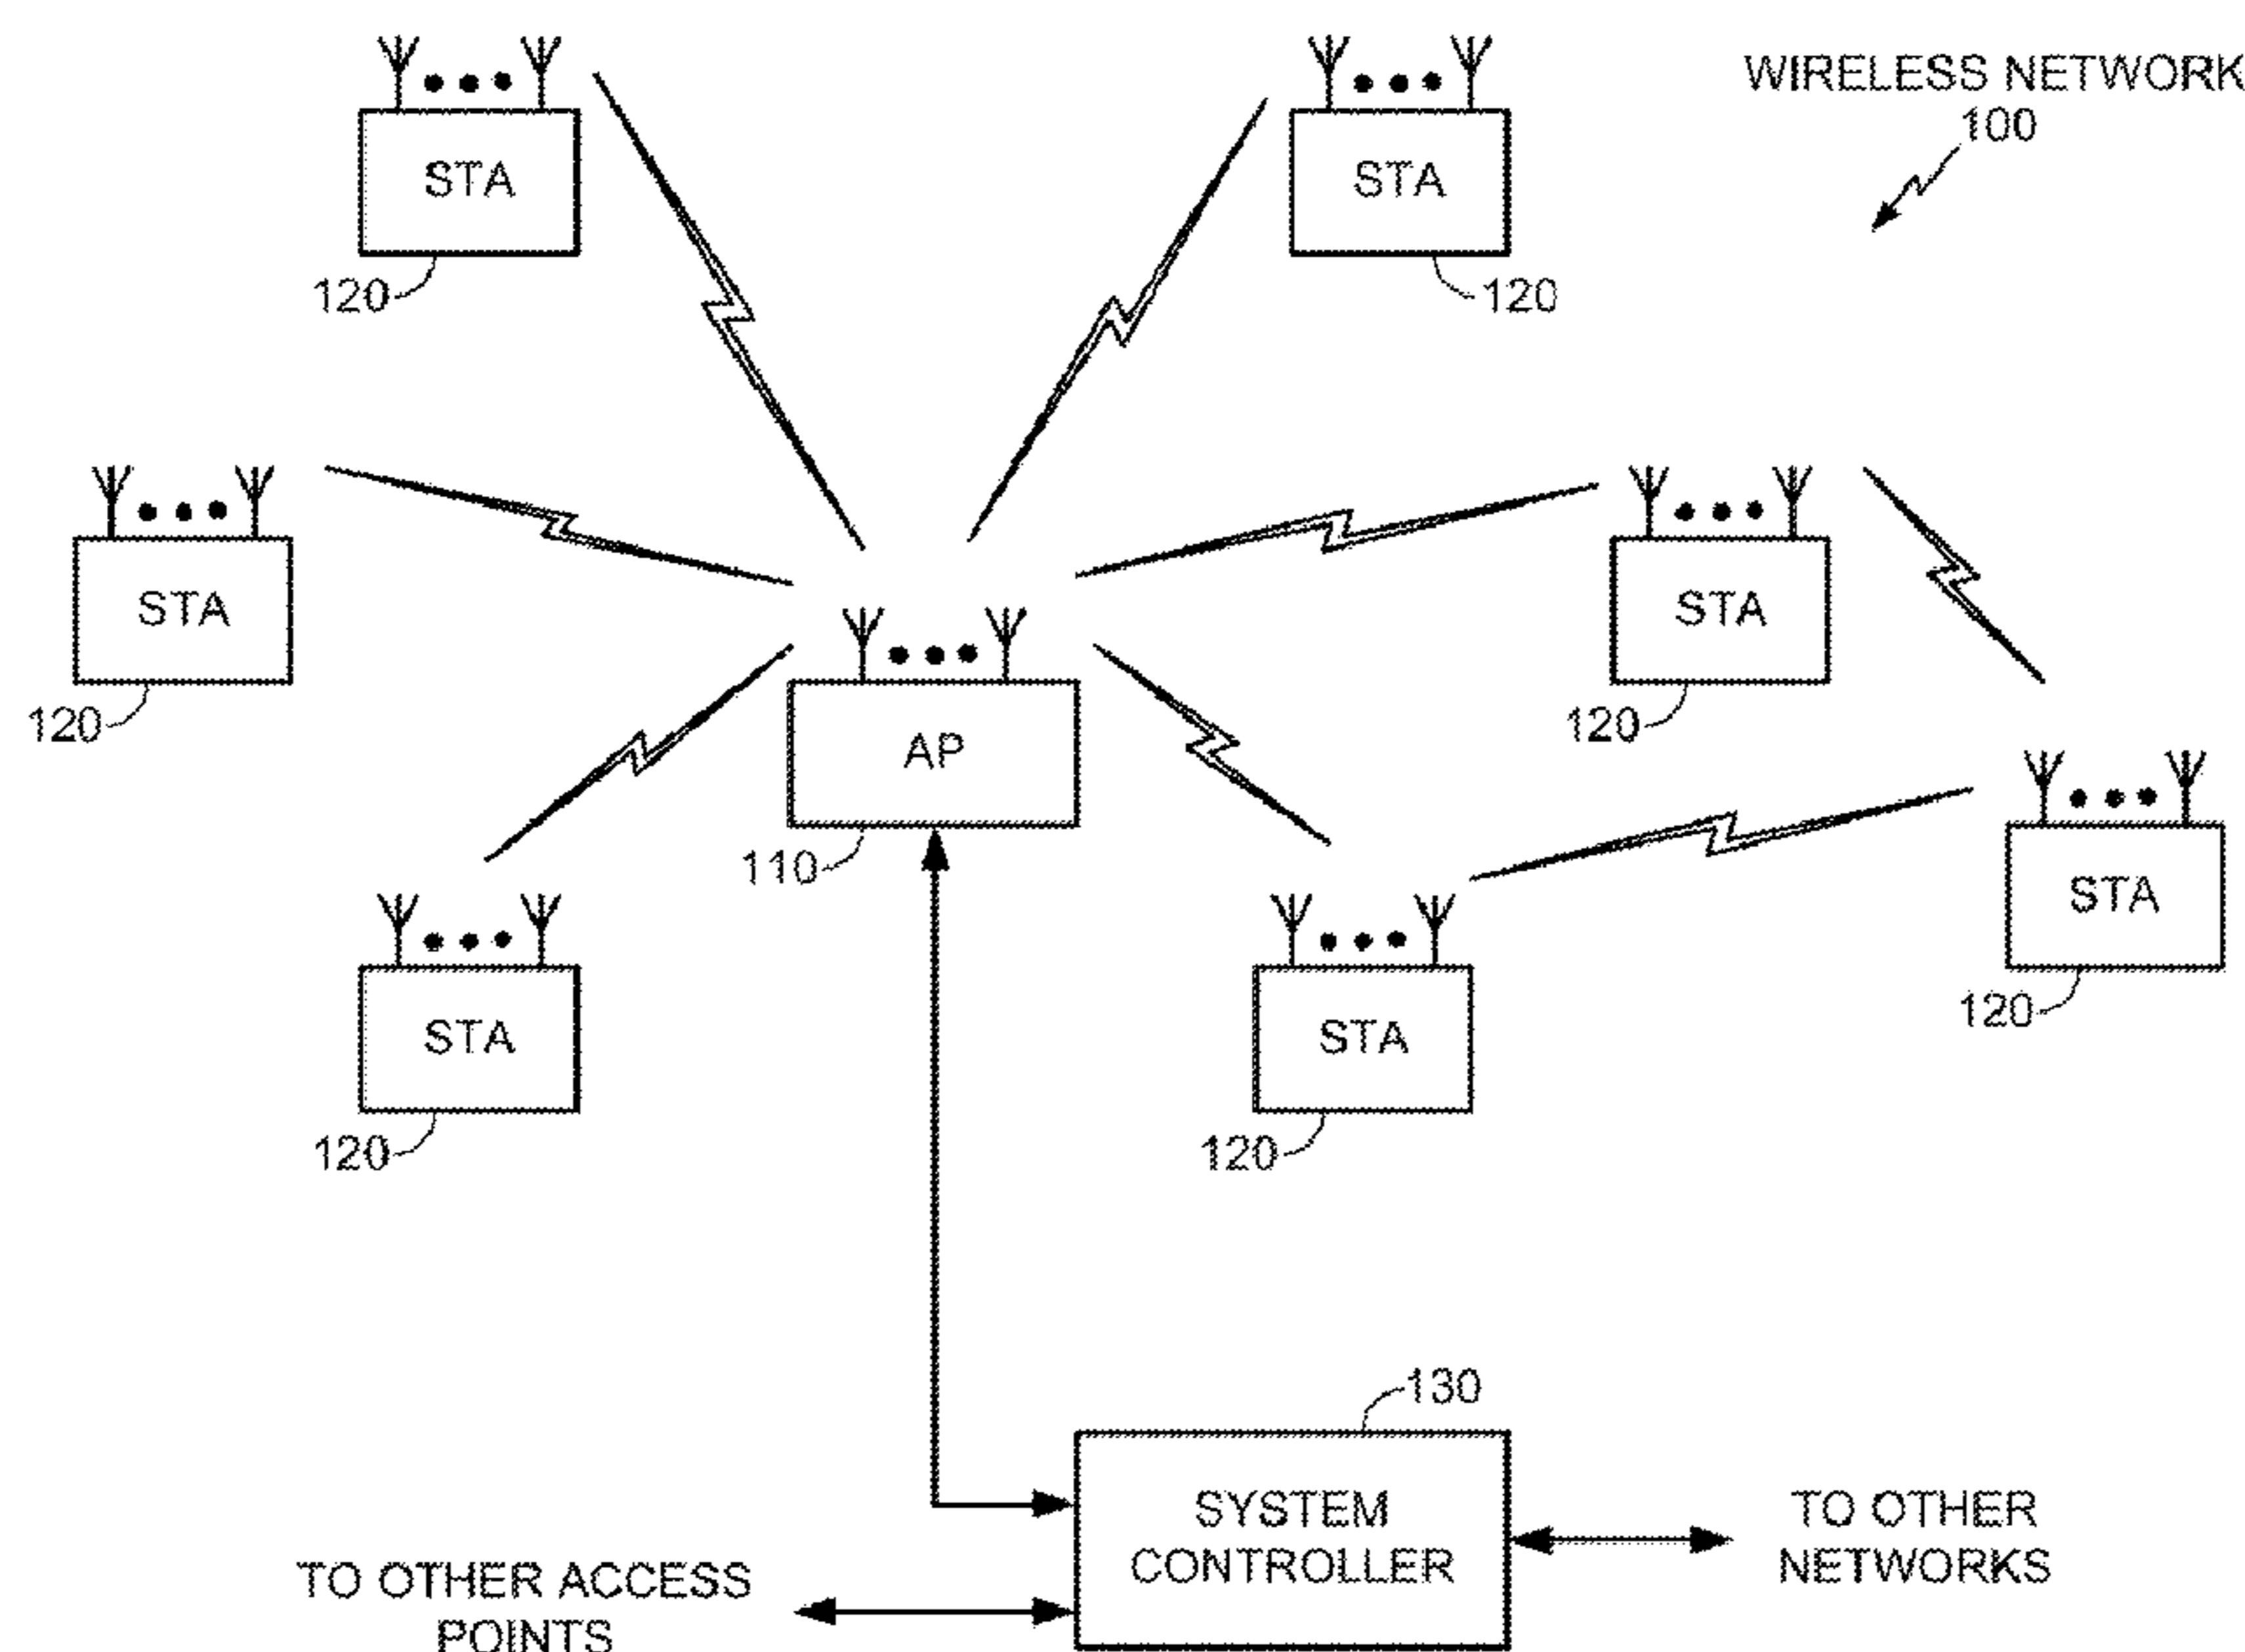 WIRELESS NETWORK
100
STA
120
STA
120
STA
120
STA
120
AP
110
STA
120
STA
120
STA
120
130
SYSTEM
CONTROLLER
TO OTHER
NETWORKS
TO OTHER ACCESS
POINTS